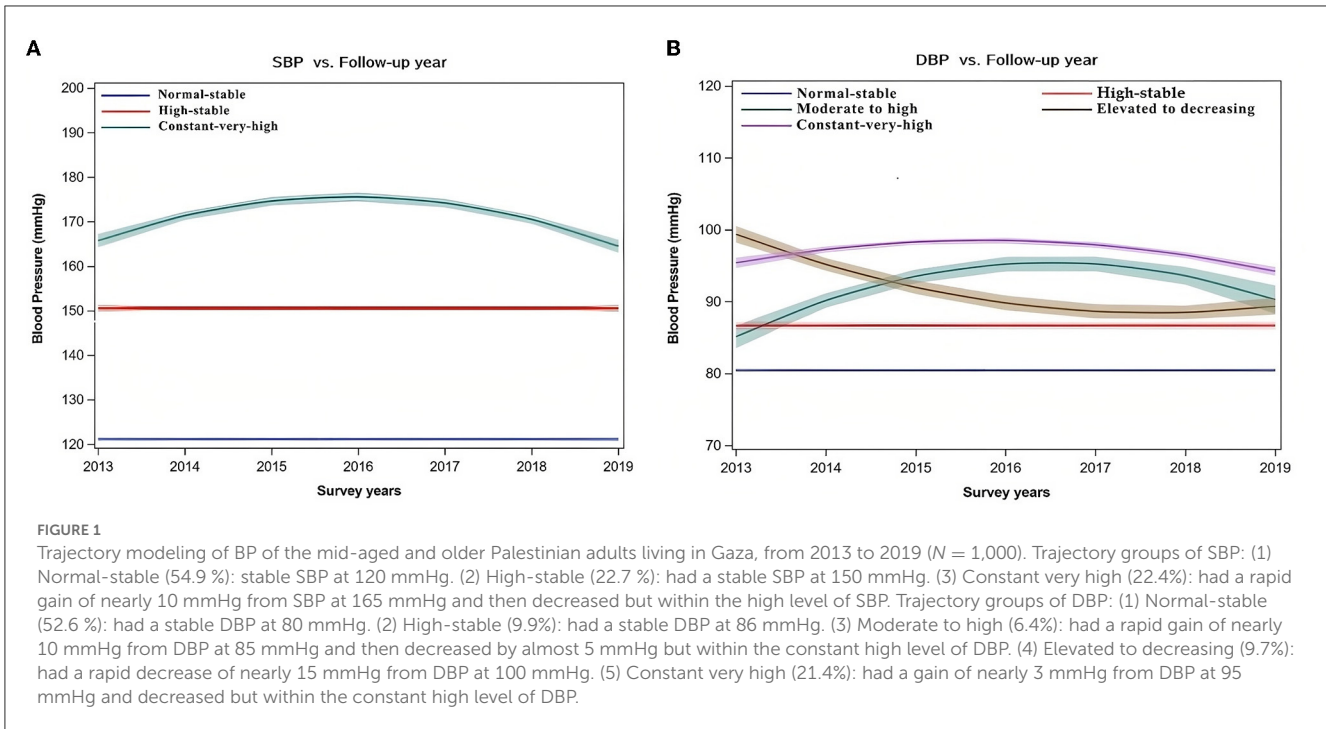 A
SBP vs. Follow-up year
Normal-stable
High-stable
Constant-very-high
Blood Pressure (mmHg)
200
190
180
170
160
150
140
130
120
2013 2014 2015 2016 2017 2018 2019
Survey years
B
DBP vs. Follow-up year
Normal-stable High-stable
Moderate to high Elevated to decreasing
Constant-very-high
Blood Pressure (mmHg)
120
110
100
90
80
70
2013 2014 2015 2016 2017 2018 2019
Survey years
FIGURE 1
Trajectory modeling of BP of the mid-aged and older Palestinian adults living in Gaza, from 2013 to 2019 (N = 1,000). Trajectory groups of SBP: (1)
Normal-stable (54.9 %): stable SBP at 120 mmHg. (2) High-stable (22.7 %): had a stable SBP at 150 mmHg. (3) Constant very high (22.4%): had a rapid
gain of nearly 10 mmHg from SBP at 165 mmHg and then decreased but within the high level of SBP. Trajectory groups of DBP: (1) Normal-stable
(52.6 %): had a stable DBP at 80 mmHg. (2) High-stable (9.9%): had a stable DBP at 86 mmHg. (3) Moderate to high (6.4%): had a rapid gain of nearly
10 mmHg from DBP at 85 mmHg and then decreased by almost 5 mmHg but within the constant high level of DBP. (4) Elevated to decreasing (9.7%):
had a rapid decrease of nearly 15 mmHg from DBP at 100 mmHg. (5) Constant very high (21.4%): had a gain of nearly 3 mmHg from DBP at 95
mmHg and decreased but within the constant high level of DBP.